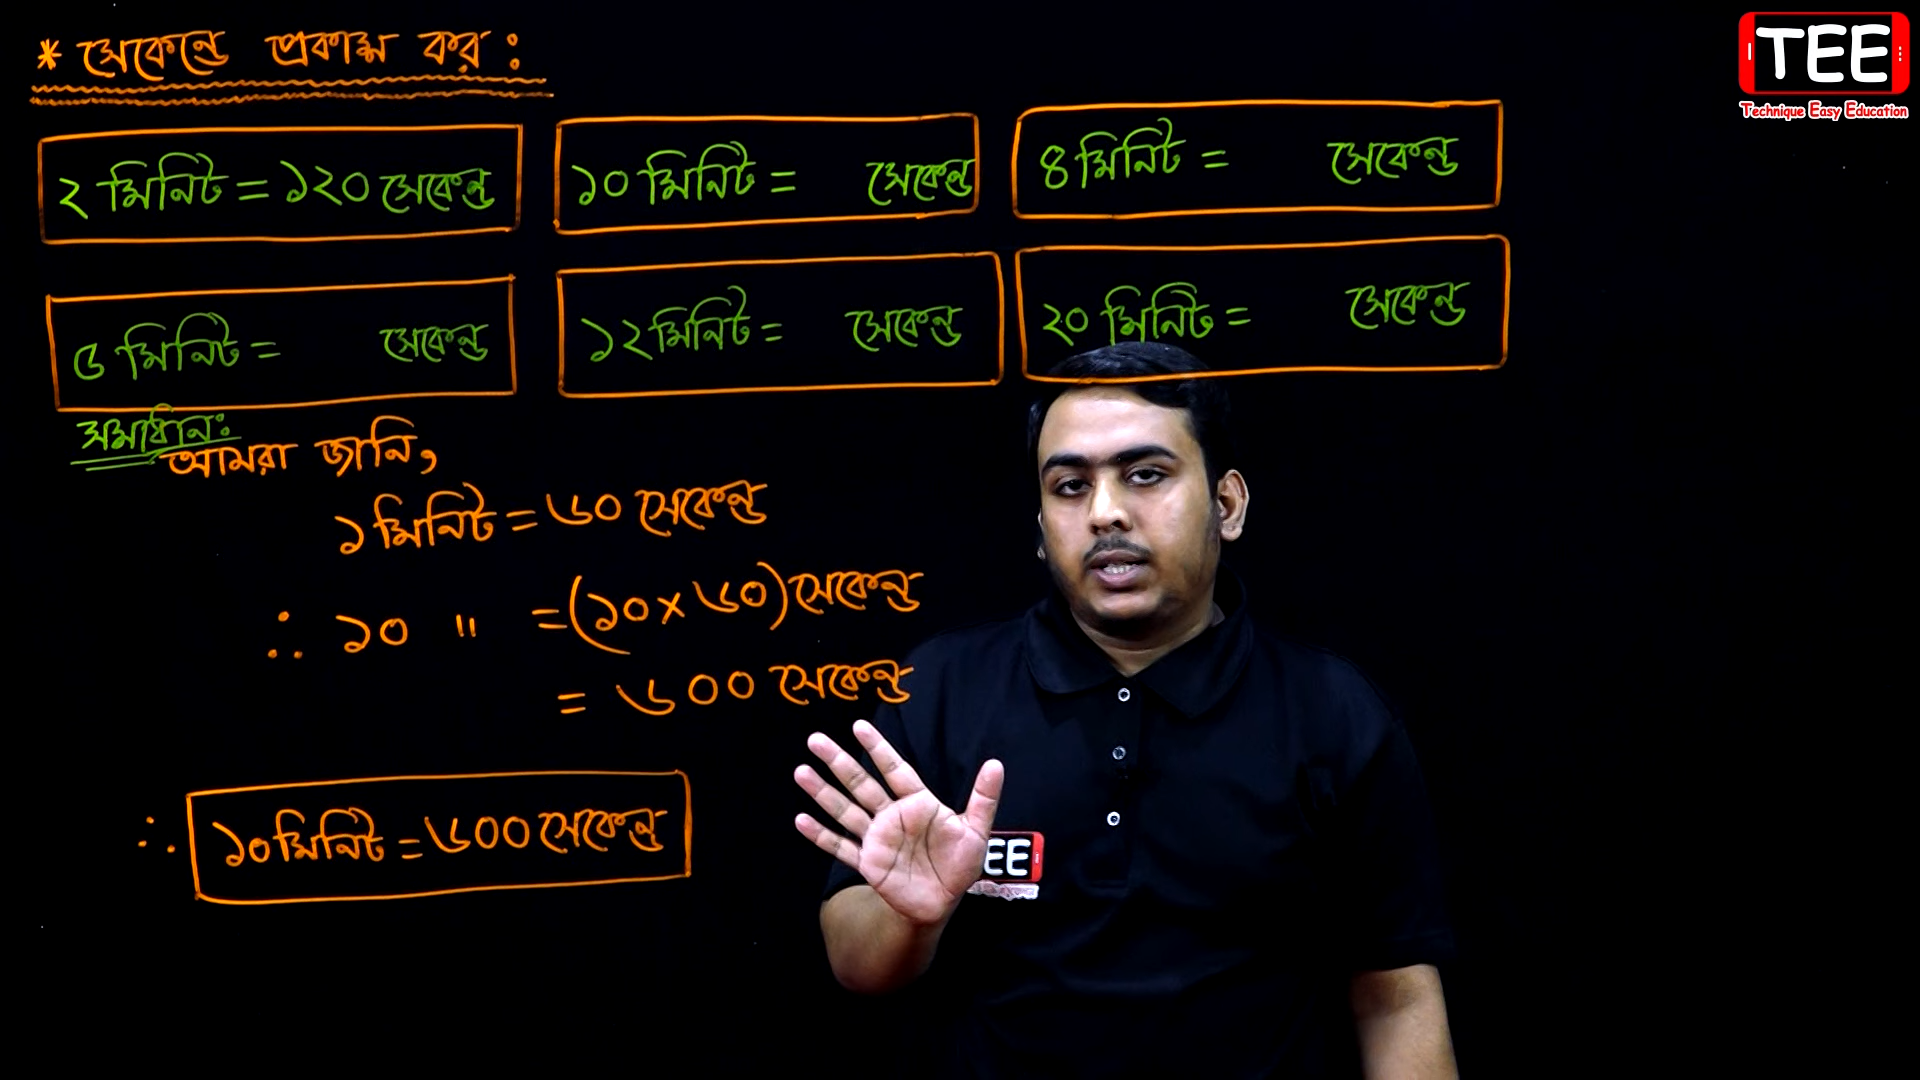 * সেকেন্ডে প্রকাশ কর :
২ মিনিট = ১২০ সেকেন্ড
১০ মিনিট = সেকেন্ড
৪ মিনিট = সেকেন্ড
৫ মিনিট = সেকেন্ড
১২ মিনিট = সেকেন্ড
২০ মিনিট = সেকেন্ড
সমাধান:
আমরা জানি,
১ মিনিট = ৬০ সেকেন্ড
∴ ১০ " = (১০ × ৬০) সেকেন্ড
= ৬০০ সেকেন্ড
∴ ১০ মিনিট = ৬০০ সেকেন্ড
TEE
Technique Easy Education
EE